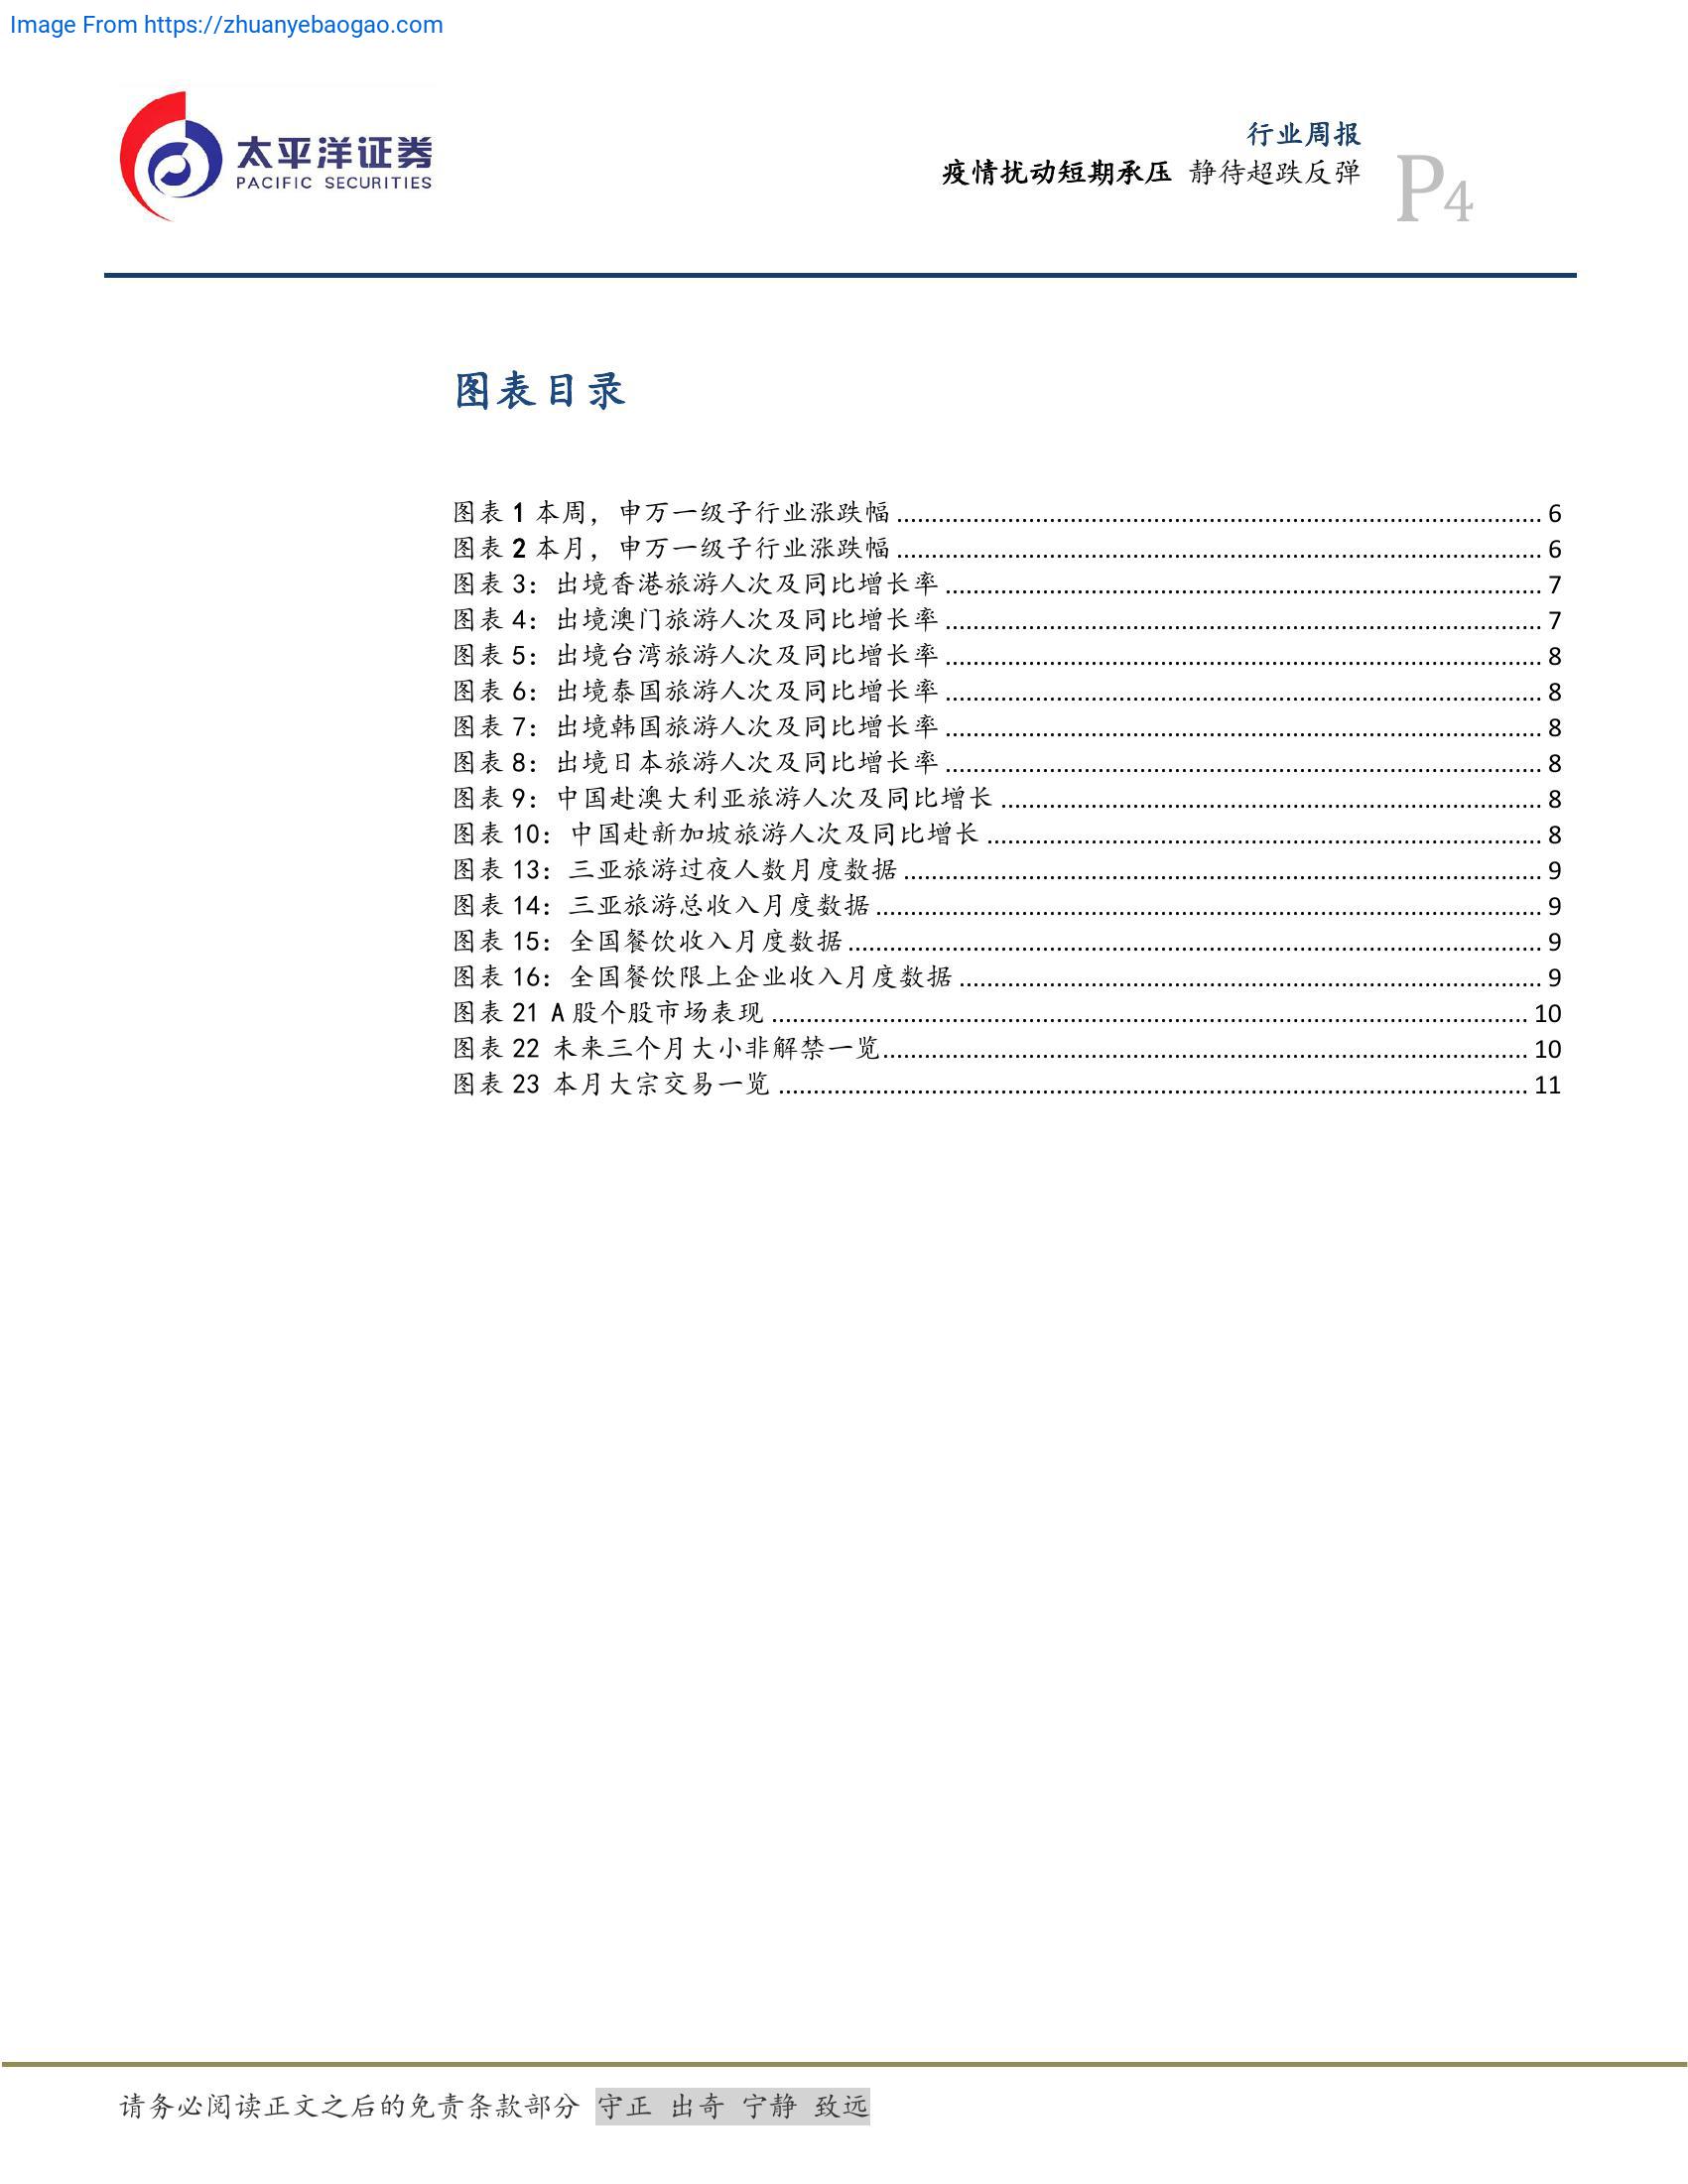 Image From https://zhuanyebaogao.com
太平洋证券
PACIFIC SECURITIES
行业周报
疫情扰动短期承压 静待超跌反弹
P4
图表目录
图表 1 本周，申万一级子行业涨跌幅 6
图表 2 本月，申万一级子行业涨跌幅 6
图表 3：出境香港旅游人次及同比增长率 7
图表 4：出境澳门旅游人次及同比增长率 7
图表 5：出境台湾旅游人次及同比增长率 8
图表 6：出境泰国旅游人次及同比增长率 8
图表 7：出境韩国旅游人次及同比增长率 8
图表 8：出境日本旅游人次及同比增长率 8
图表 9：中国赴澳大利亚旅游人次及同比增长 8
图表 10：中国赴新加坡旅游人次及同比增长 8
图表 13：三亚旅游过夜人数月度数据 9
图表 14：三亚旅游总收入月度数据 9
图表 15：全国餐饮收入月度数据 9
图表 16：全国餐饮限上企业收入月度数据 9
图表 21 A 股个股市场表现 10
图表 22 未来三个月大小非解禁一览 10
图表 23 本月大宗交易一览 11
请务必阅读正文之后的免责条款部分 守正 出奇 宁静 致远